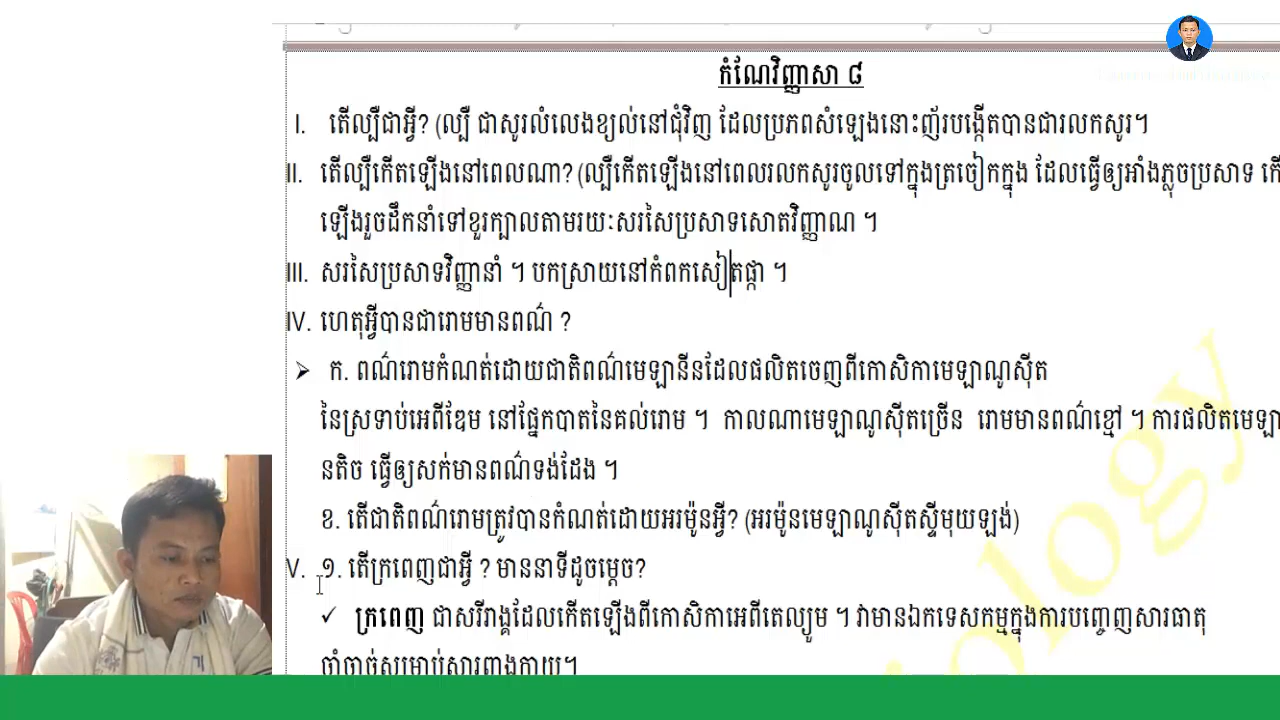 កំណែវិញ្ញាសា ៨
I. តើល្បឺជាអ្វី? (ល្បឺ ជាសូរលំលេងខ្យល់នៅជុំវិញ ដែលប្រភពសំឡេងនោះញ័របង្កើតបានជារលកសូរ។
II. តើល្បឺកើតឡើងនៅពេលណា? (ល្បឺកើតឡើងនៅពេលរលកសូរចូលទៅក្នុងត្រចៀកក្នុង ដែលធ្វើឲ្យអាំងភ្លុចប្រសាទ កើ
ឡើងរួចដឹកនាំទៅខួរក្បាលតាមរយៈសរសៃប្រសាទសោតវិញ្ញាណ ។
III. សរសៃប្រសាទវិញ្ញានាំ ។ បកស្រាយនៅកំពកសៀតផ្កា ។
IV. ហេតុអ្វីបានជារោមមានពណ៌ ?
➢ ក. ពណ៌រោមកំណត់ដោយជាតិពណ៌មេឡានីនដែលផលិតចេញពីកោសិកាមេឡាណូស៊ីត
នៃស្រទាប់អេពីឌែម នៅផ្នែកបាតនៃគល់រោម ។ កាលណាមេឡាណូស៊ីតច្រើន រោមមានពណ៌ខ្មៅ ។ ការផលិតមេឡា
នតិច ធ្វើឲ្យសក់មានពណ៌ទង់ដែង ។
ខ. តើជាតិពណ៌រោមត្រូវបានកំណត់ដោយអរម៉ូនអ្វី? (អរម៉ូនមេឡាណូស៊ីតស្ទីមុយឡង់)
V. ១. តើក្រពេញជាអ្វី ? មាននាទីដូចម្ដេច?
✓ ក្រពេញ ជាសរីរាង្គដែលកើតឡើងពីកោសិកាអេពីតេល្យូម ។ វាមានឯកទេសកម្មក្នុងការបញ្ចេញសារធាតុ
ចាំបាច់សម្រាប់សារពាង្គកាយ។